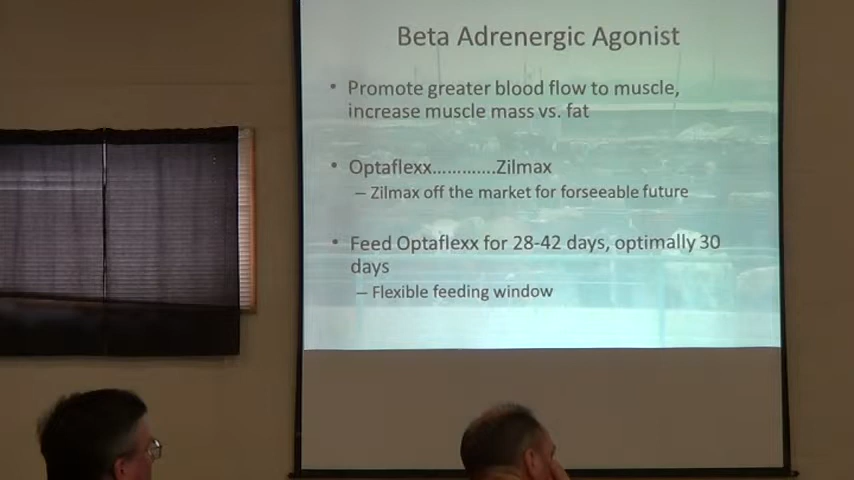 Beta Adrenergic Agonist
• Promote greater blood flow to muscle,
increase muscle mass vs. fat
• Optaflexx.............Zilmax
– Zilmax off the market for forseeable future
• Feed Optaflexx for 28-42 days, optimally 30
days
– Flexible feeding window